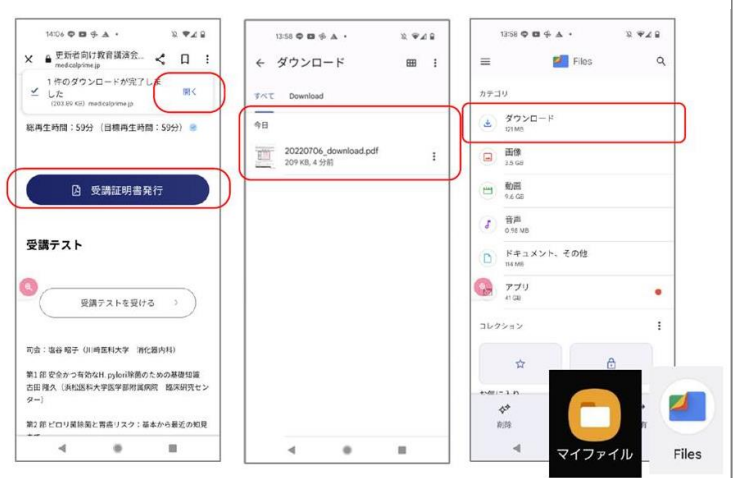 14:06
更新者向け教育講演会...
medicalprime.jp
1 件のダウンロードが完了しま
した
(203.89 KB) medicalprime.jp
開く
総再生時間：59分 （目標再生時間：59分）
受講証明書発行
受講テスト
受講テストを受ける
司会：塩谷 昭子（川崎医科大学 消化器内科）
第1部 安全かつ有効なH. pylori除菌のための基礎知識
古田 隆久（浜松医科大学医学部附属病院 臨床研究セン
ター）
第2部 ピロリ菌除菌と胃癌リスク：基本から最近の知見
13:58
ダウンロード
すべて
Download
今日
20220706_download.pdf
209 KB, 4 分前
13:58
Files
カテゴリ
ダウンロード
121 MB
画像
3.8 GB
動画
9.6 GB
音声
0.98 MB
ドキュメント、その他
114 MB
アプリ
41 GB
コレクション
お気に入り
削除
有
マイファイル
Files